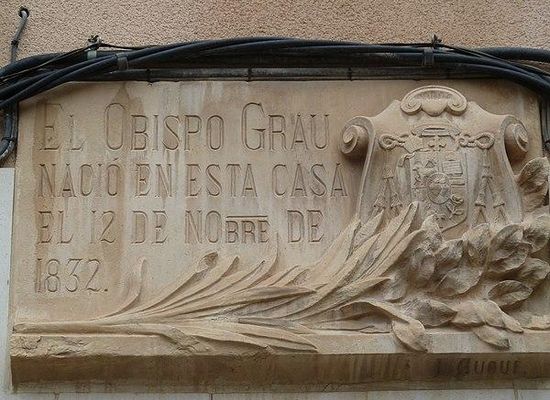 EL OBISPO GRAU
NACIÓ EN ESTA CASA
EL 12 DE NOBRE DE
1832.